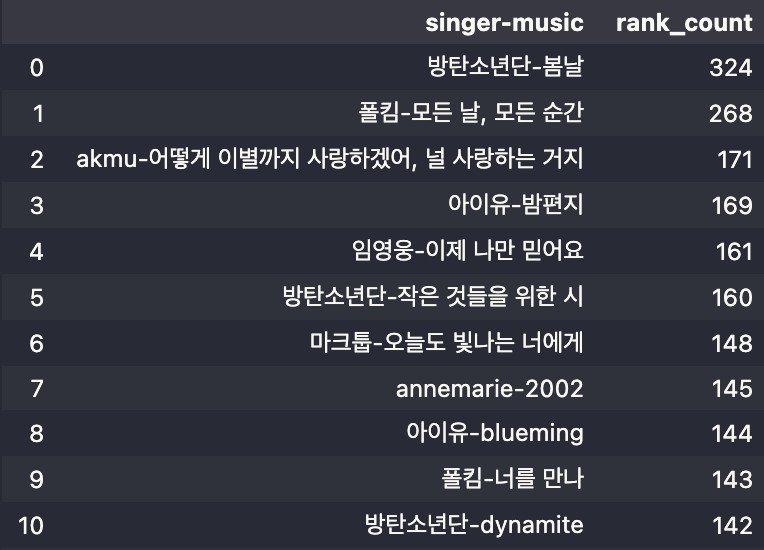 singer-music rank_count
0 방탄소년단-봄날 324
1 폴킴-모든 날, 모든 순간 268
2 akmu-어떻게 이별까지 사랑하겠어, 널 사랑하는 거지 171
3 아이유-밤편지 169
4 임영웅-이제 나만 믿어요 161
5 방탄소년단-작은 것들을 위한 시 160
6 마크툽-오늘도 빛나는 너에게 148
7 annemarie-2002 145
8 아이유-blueming 144
9 폴킴-너를 만나 143
10 방탄소년단-dynamite 142